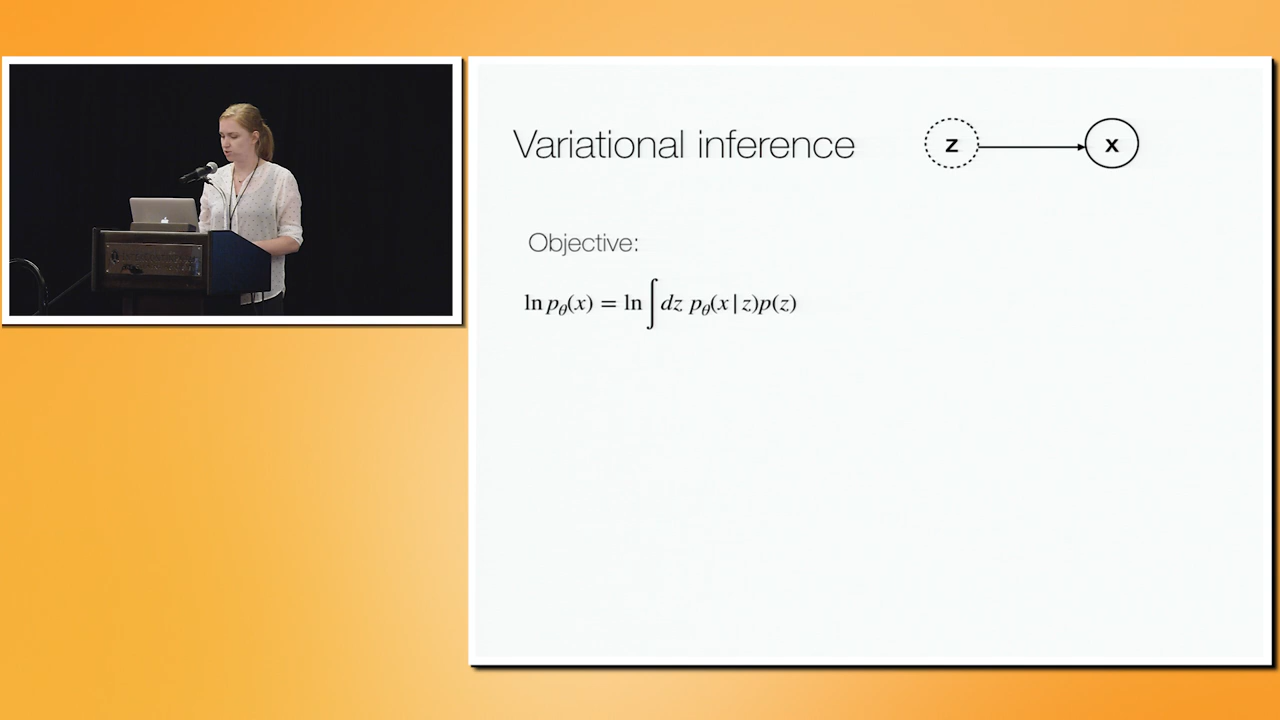 Variational inference
z
x
Objective:
ln p_θ(x) = ln ∫ dz p_θ(x | z)p(z)